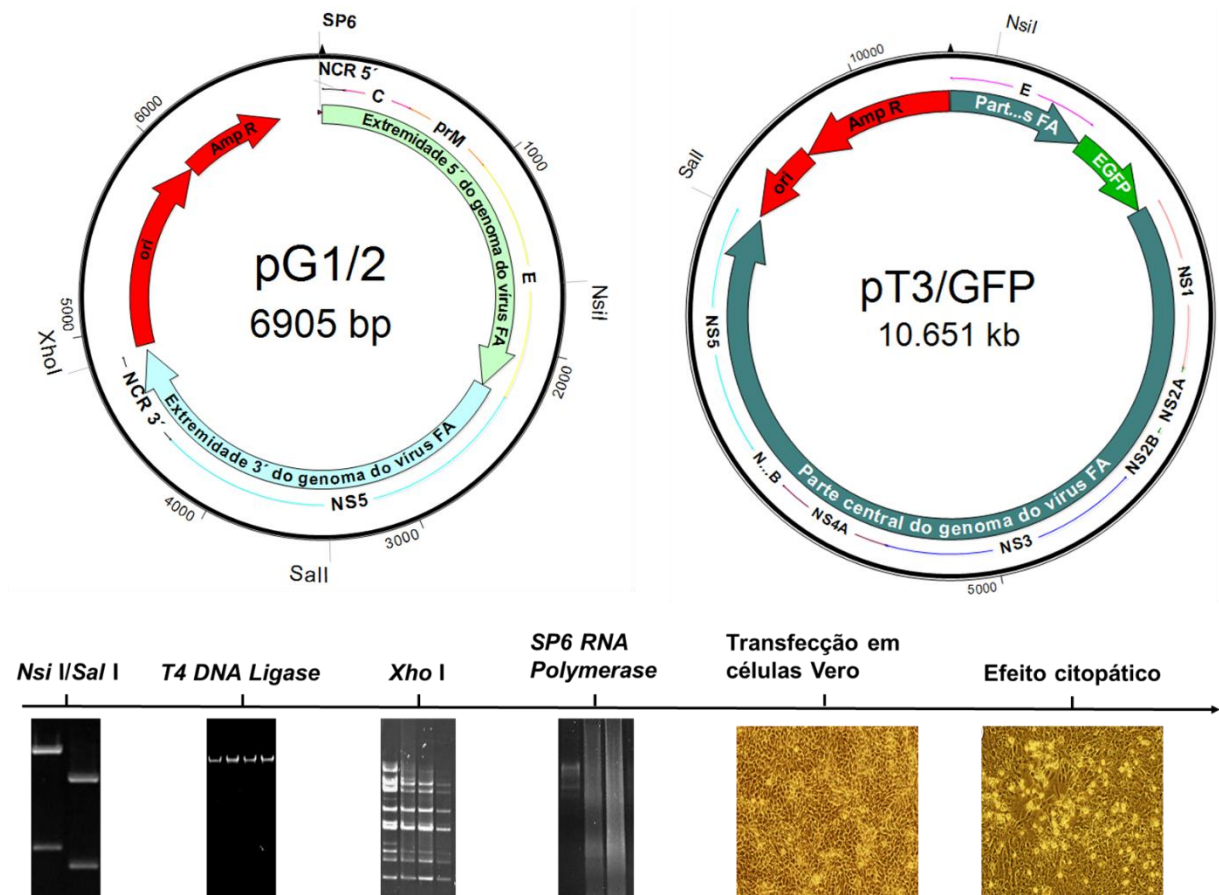 SP6
NCR 5´
C
prM
E
Extremidade 5´ do genoma do vírus FA
Amp R
ori
6000
1000
2000
3000
4000
5000
NsiI
XhoI
SalI
NCR 3´
Extremidade 3´ do genoma do vírus FA
NS5
pG1/2
6905 bp
NsiI
10000
E
Part...s FA
EGFP
Amp R
ori
SalI
NS1
NS2A
NS2B
NS3
NS4A
N...B
NS5
Parte central do genoma do vírus FA
5000
pT3/GFP
10.651 kb
Nsi I/Sal I
T4 DNA Ligase
Xho I
SP6 RNA
Polymerase
Transfecção em
células Vero
Efeito citopático